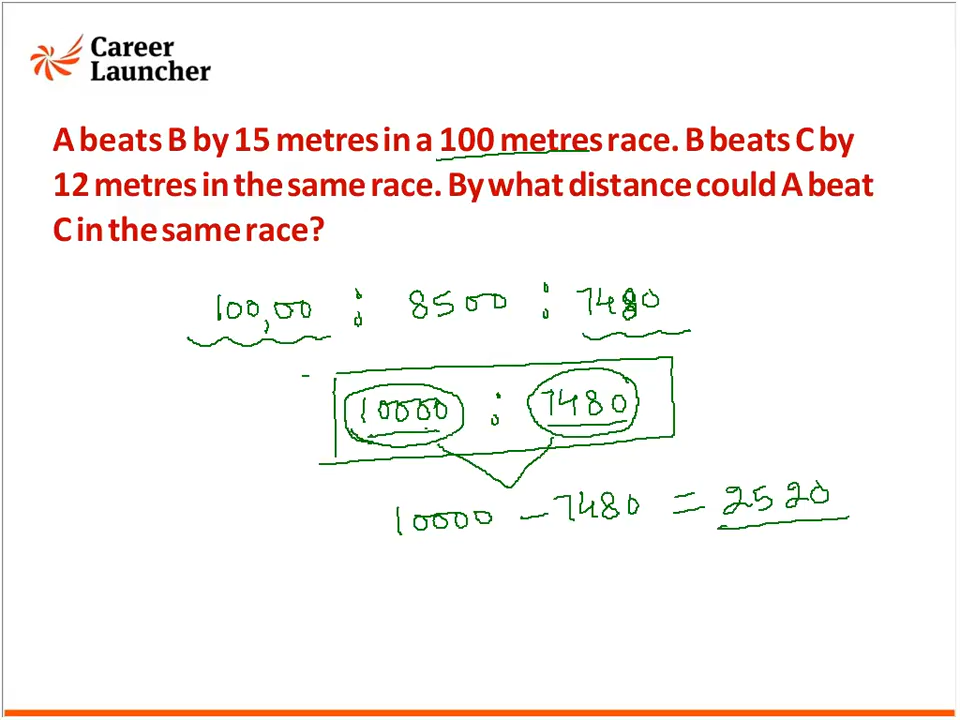 Career
Launcher
A beats B by 15 metres in a 100 metres race. B beats C by
12 metres in the same race. By what distance could A beat
C in the same race?
100,00 : 8500 : 7480
10000 : 7480
10000 - 7480 = 2520